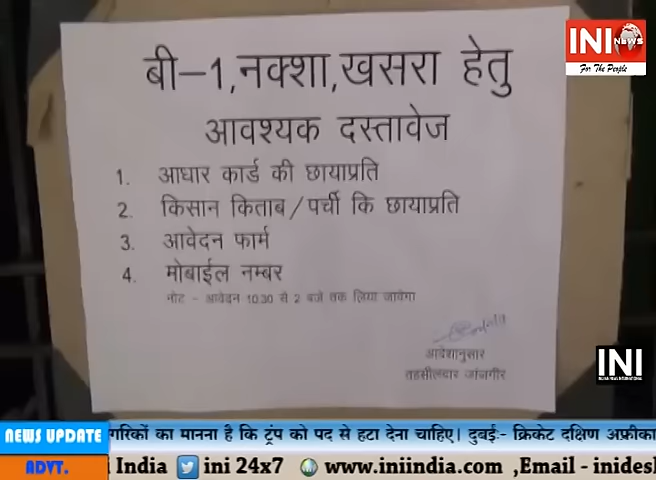 बी-1,नक्शा,खसरा हेतु
आवश्यक दस्तावेज
1. आधार कार्ड की छायाप्रति
2. किसान किताब/पर्ची कि छायाप्रति
3. आवेदन फार्म
4. मोबाईल नम्बर
नोट - आवेदन 10.30 से 2 बजे तक लिया जावेगा
आदेशानुसार
तहसीलदार जांजगीर
INI NEWS
For The People
INI
NEWS UPDATE
गरिकों का मानना है कि ट्रंप को पद से हटा देना चाहिए। दुबई:- क्रिकेट दक्षिण अफ्रीका
ADVT.
India ini 24x7 www.iniindia.com ,Email - inides